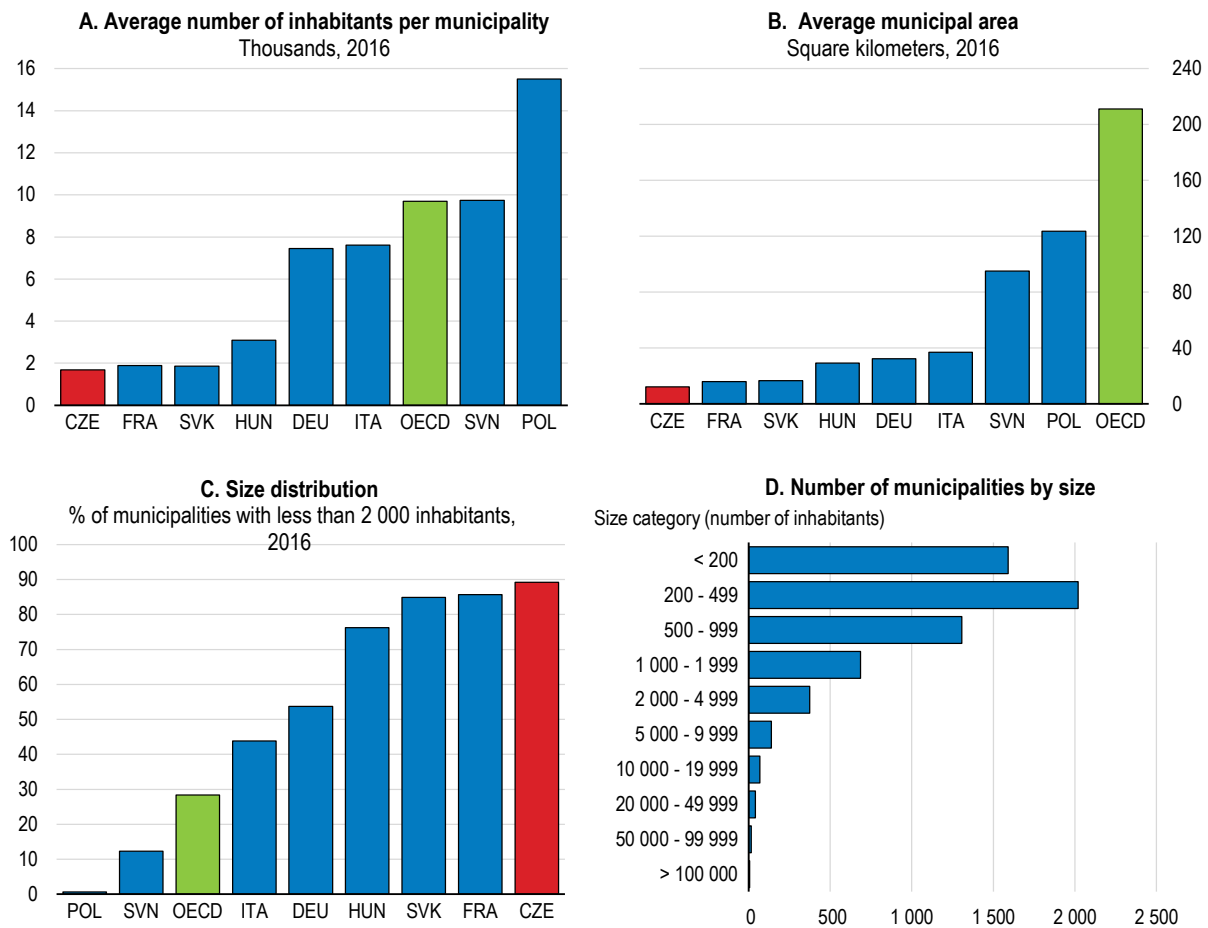 A. Average number of inhabitants per municipality
Thousands, 2016
16
14
12
10
8
6
4
2
0
CZE FRA SVK HUN DEU ITA OECD SVN POL
B. Average municipal area
Square kilometers, 2016
240
200
160
120
80
40
0
CZE FRA SVK HUN DEU ITA SVN POL OECD
C. Size distribution
% of municipalities with less than 2 000 inhabitants,
2016
100
90
80
70
60
50
40
30
20
10
0
POL SVN OECD ITA DEU HUN SVK FRA CZE
D. Number of municipalities by size
Size category (number of inhabitants)
< 200
200 - 499
500 - 999
1 000 - 1 999
2 000 - 4 999
5 000 - 9 999
10 000 - 19 999
20 000 - 49 999
50 000 - 99 999
> 100 000
0 500 1 000 1 500 2 000 2 500